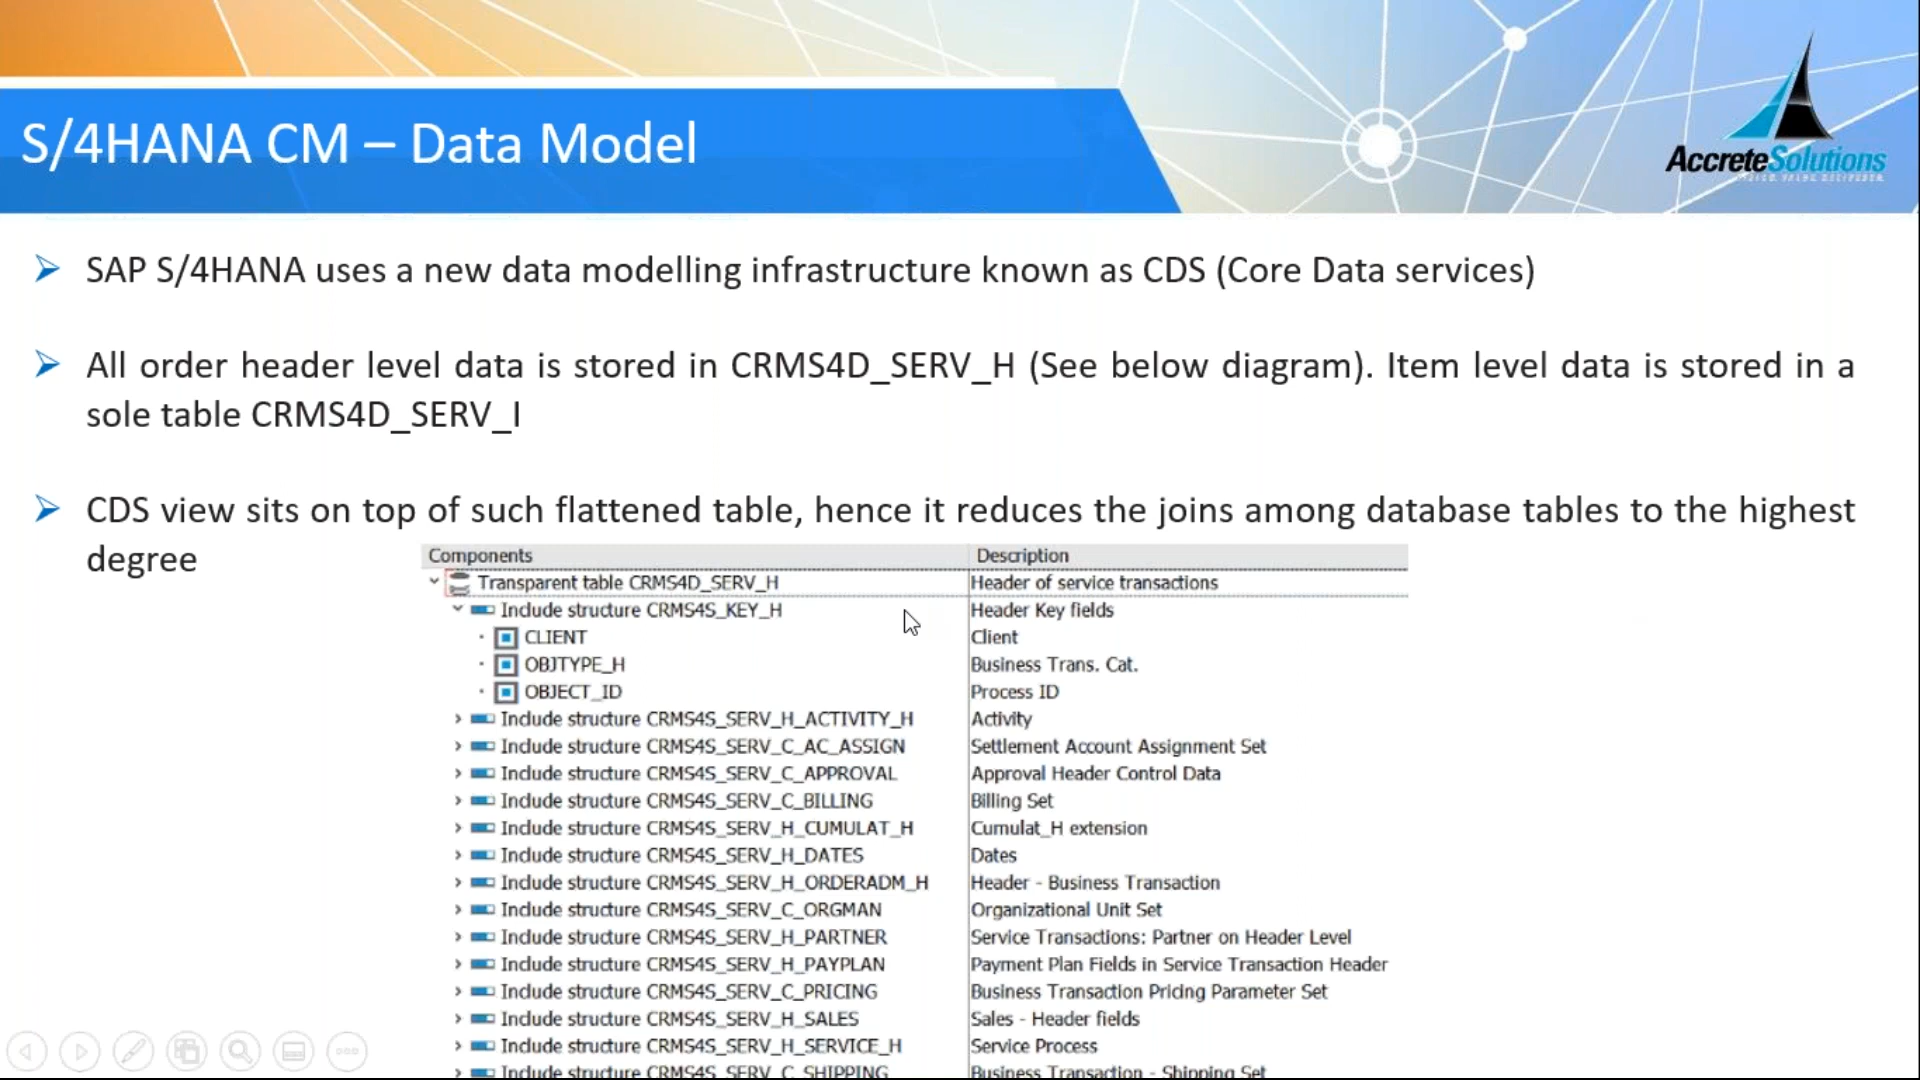 S/4HANA CM – Data Model
AccreteSolutions
SAP S/4HANA uses a new data modelling infrastructure known as CDS (Core Data services)
All order header level data is stored in CRMS4D_SERV_H (See below diagram). Item level data is stored in a
sole table CRMS4D_SERV_I
CDS view sits on top of such flattened table, hence it reduces the joins among database tables to the highest
degree
Components Description
Transparent table CRMS4D_SERV_H Header of service transactions
Include structure CRMS4S_KEY_H Header Key fields
CLIENT Client
OBJTYPE_H Business Trans. Cat.
OBJECT_ID Process ID
Include structure CRMS4S_SERV_H_ACTIVITY_H Activity
Include structure CRMS4S_SERV_C_AC_ASSIGN Settlement Account Assignment Set
Include structure CRMS4S_SERV_C_APPROVAL Approval Header Control Data
Include structure CRMS4S_SERV_C_BILLING Billing Set
Include structure CRMS4S_SERV_H_CUMULAT_H Cumulat_H extension
Include structure CRMS4S_SERV_H_DATES Dates
Include structure CRMS4S_SERV_H_ORDERADM_H Header - Business Transaction
Include structure CRMS4S_SERV_C_ORGMAN Organizational Unit Set
Include structure CRMS4S_SERV_H_PARTNER Service Transactions: Partner on Header Level
Include structure CRMS4S_SERV_H_PAYPLAN Payment Plan Fields in Service Transaction Header
Include structure CRMS4S_SERV_C_PRICING Business Transaction Pricing Parameter Set
Include structure CRMS4S_SERV_H_SALES Sales - Header fields
Include structure CRMS4S_SERV_H_SERVICE_H Service Process
Include structure CRMS4S_SERV_C_SHIPPING Business Transaction - Shipping Set